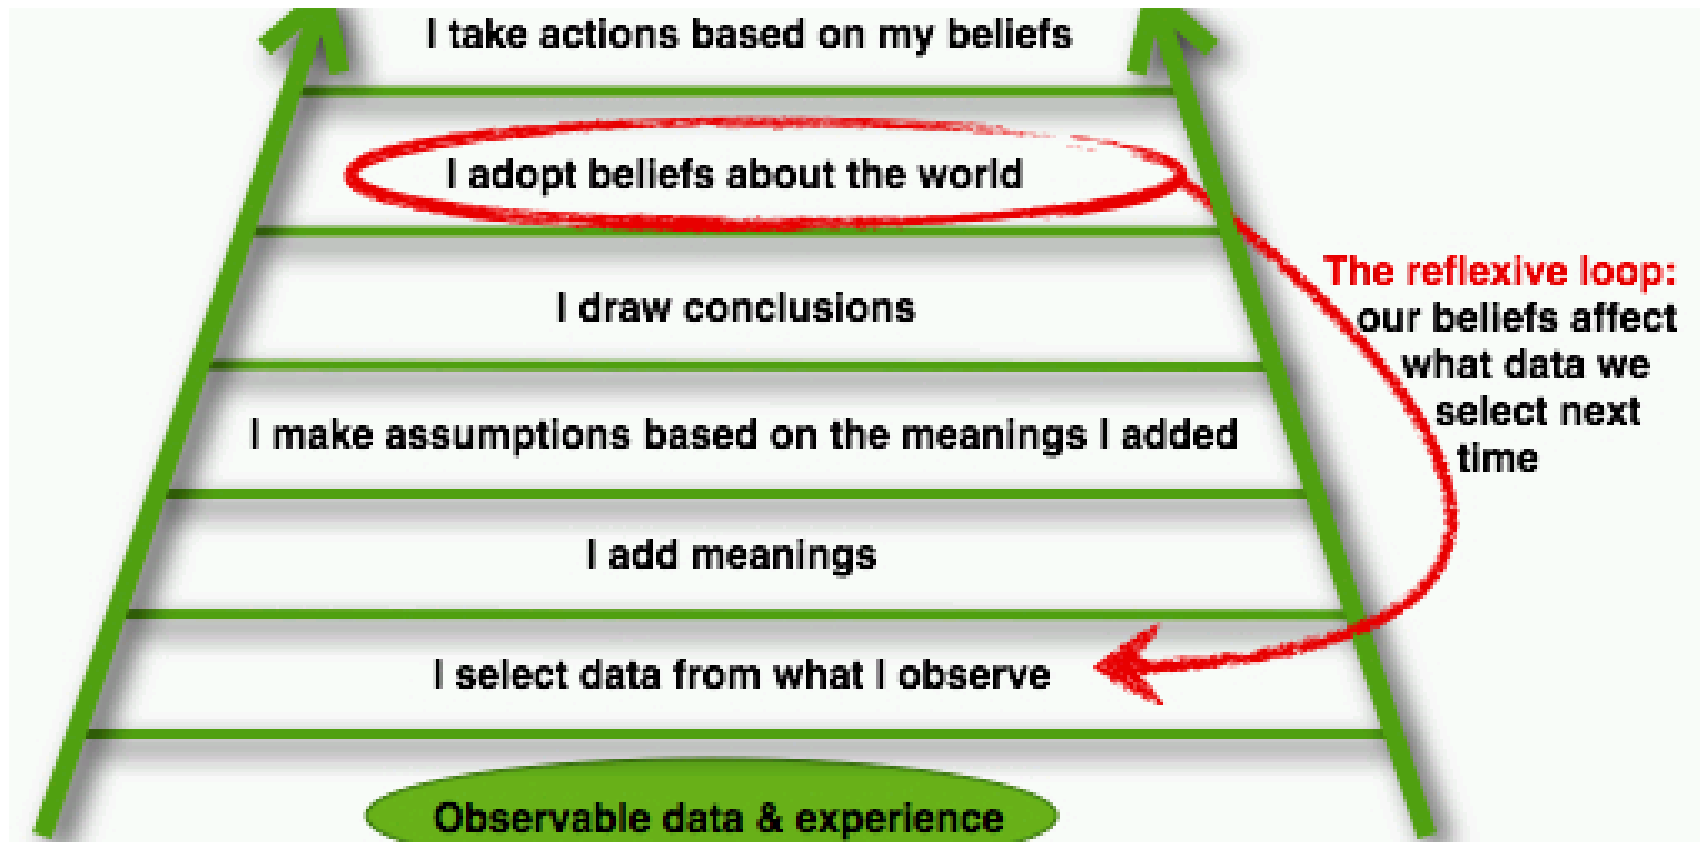 I take actions based on my beliefs
I adopt beliefs about the world
I draw conclusions
I make assumptions based on the meanings I added
I add meanings
I select data from what I observe
Observable data & experience
The reflexive loop:
our beliefs affect
what data we
select next
time